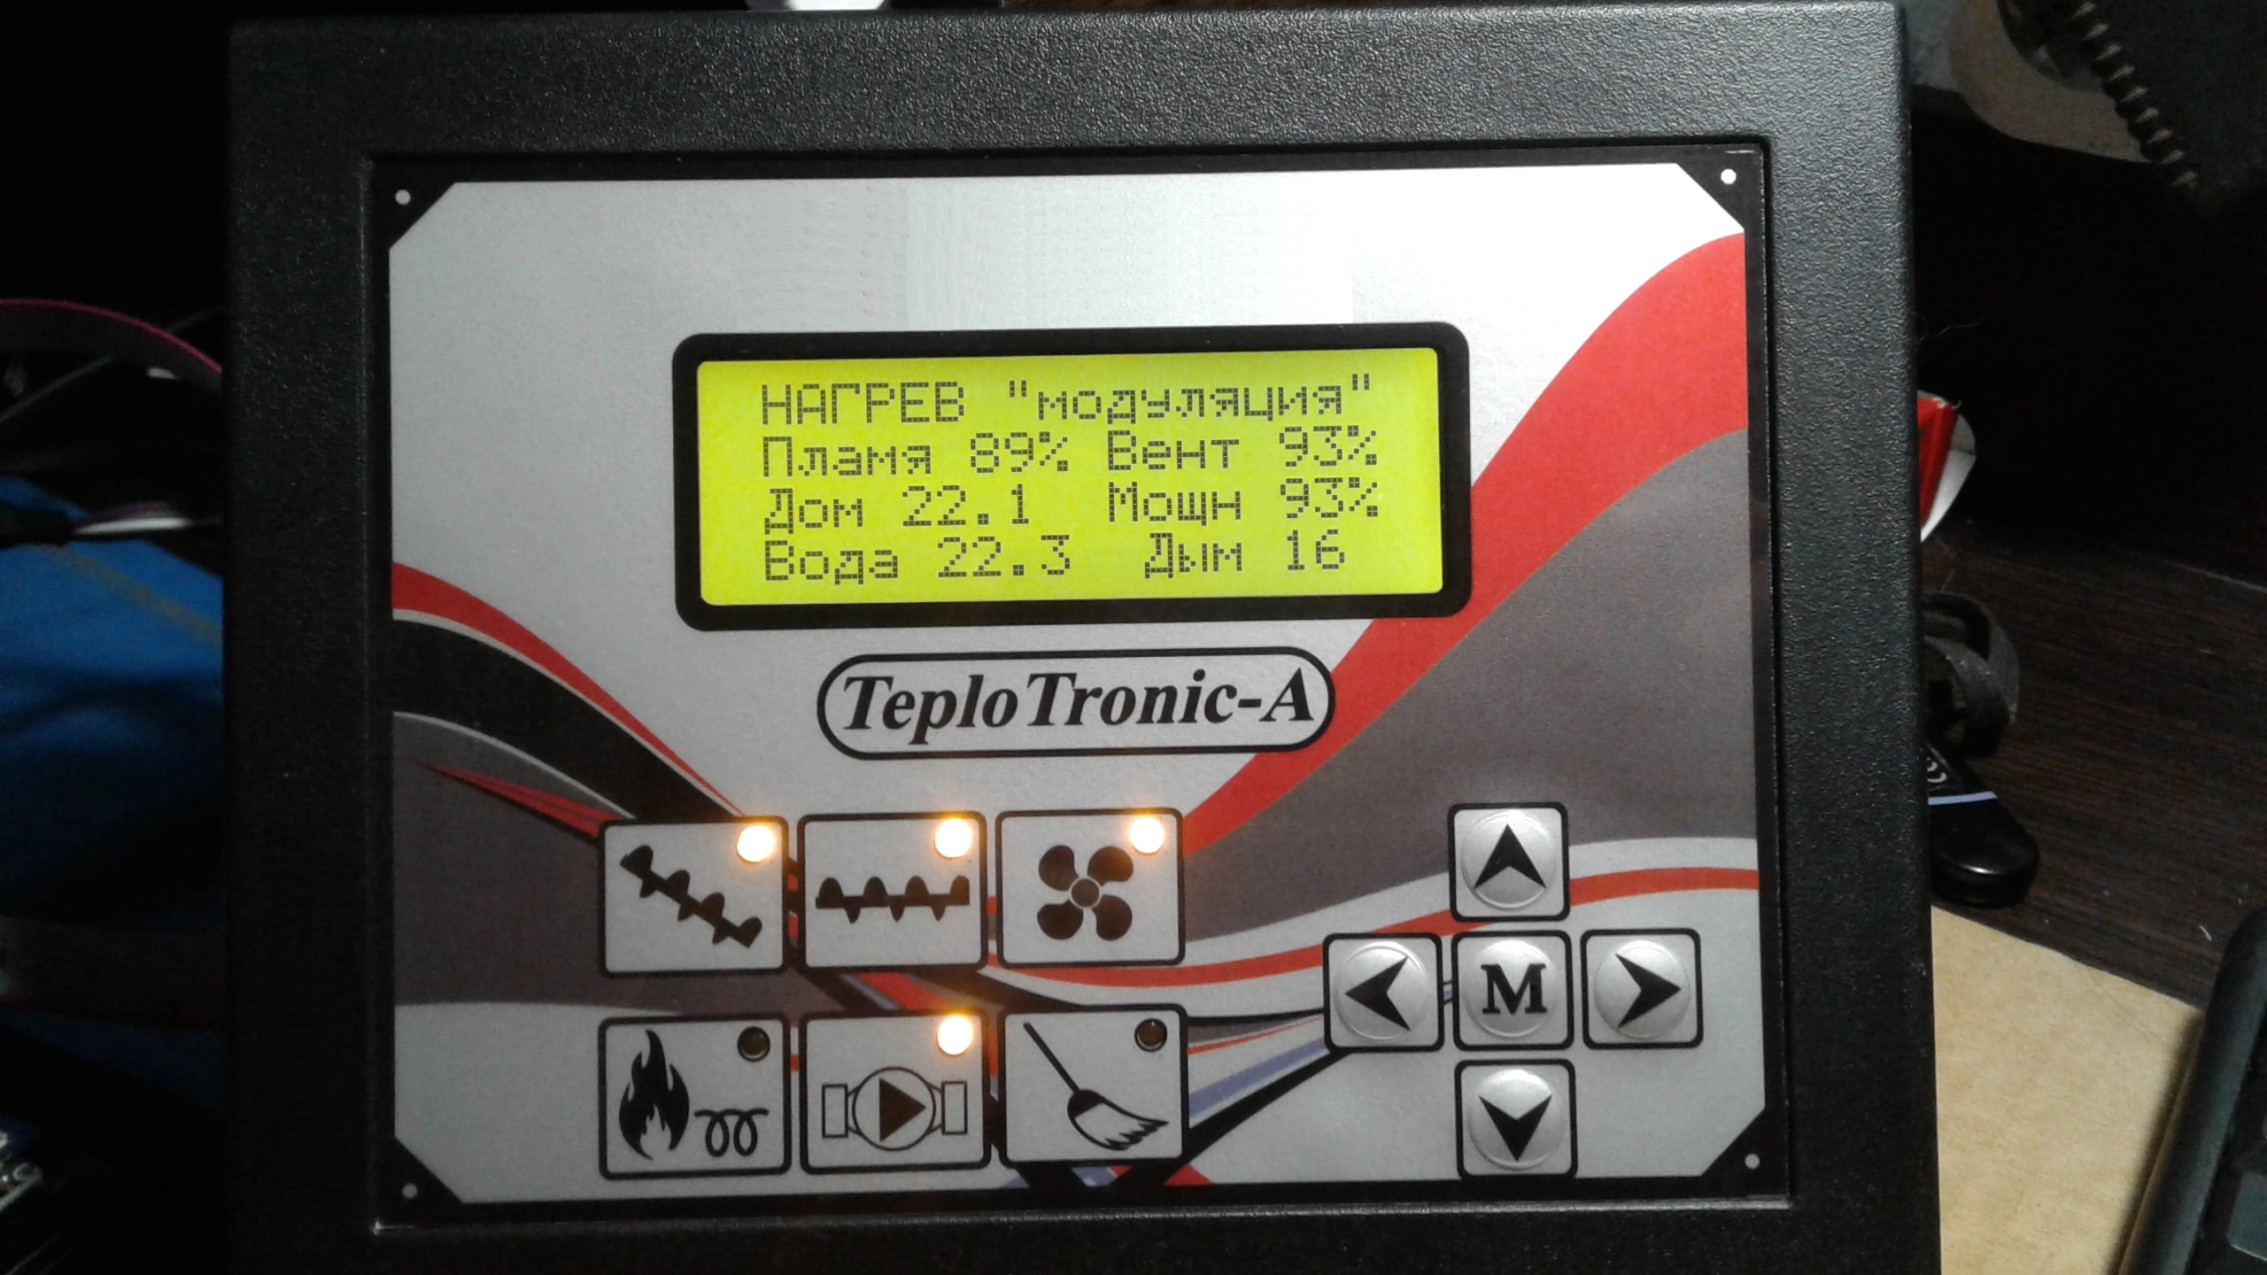 НАГРЕВ "модуляция"
Пламя 89% Вент 93%
Дом 22.1 Мощн 93%
Вода 22.3 Дым 16
TeploTronic-A
M